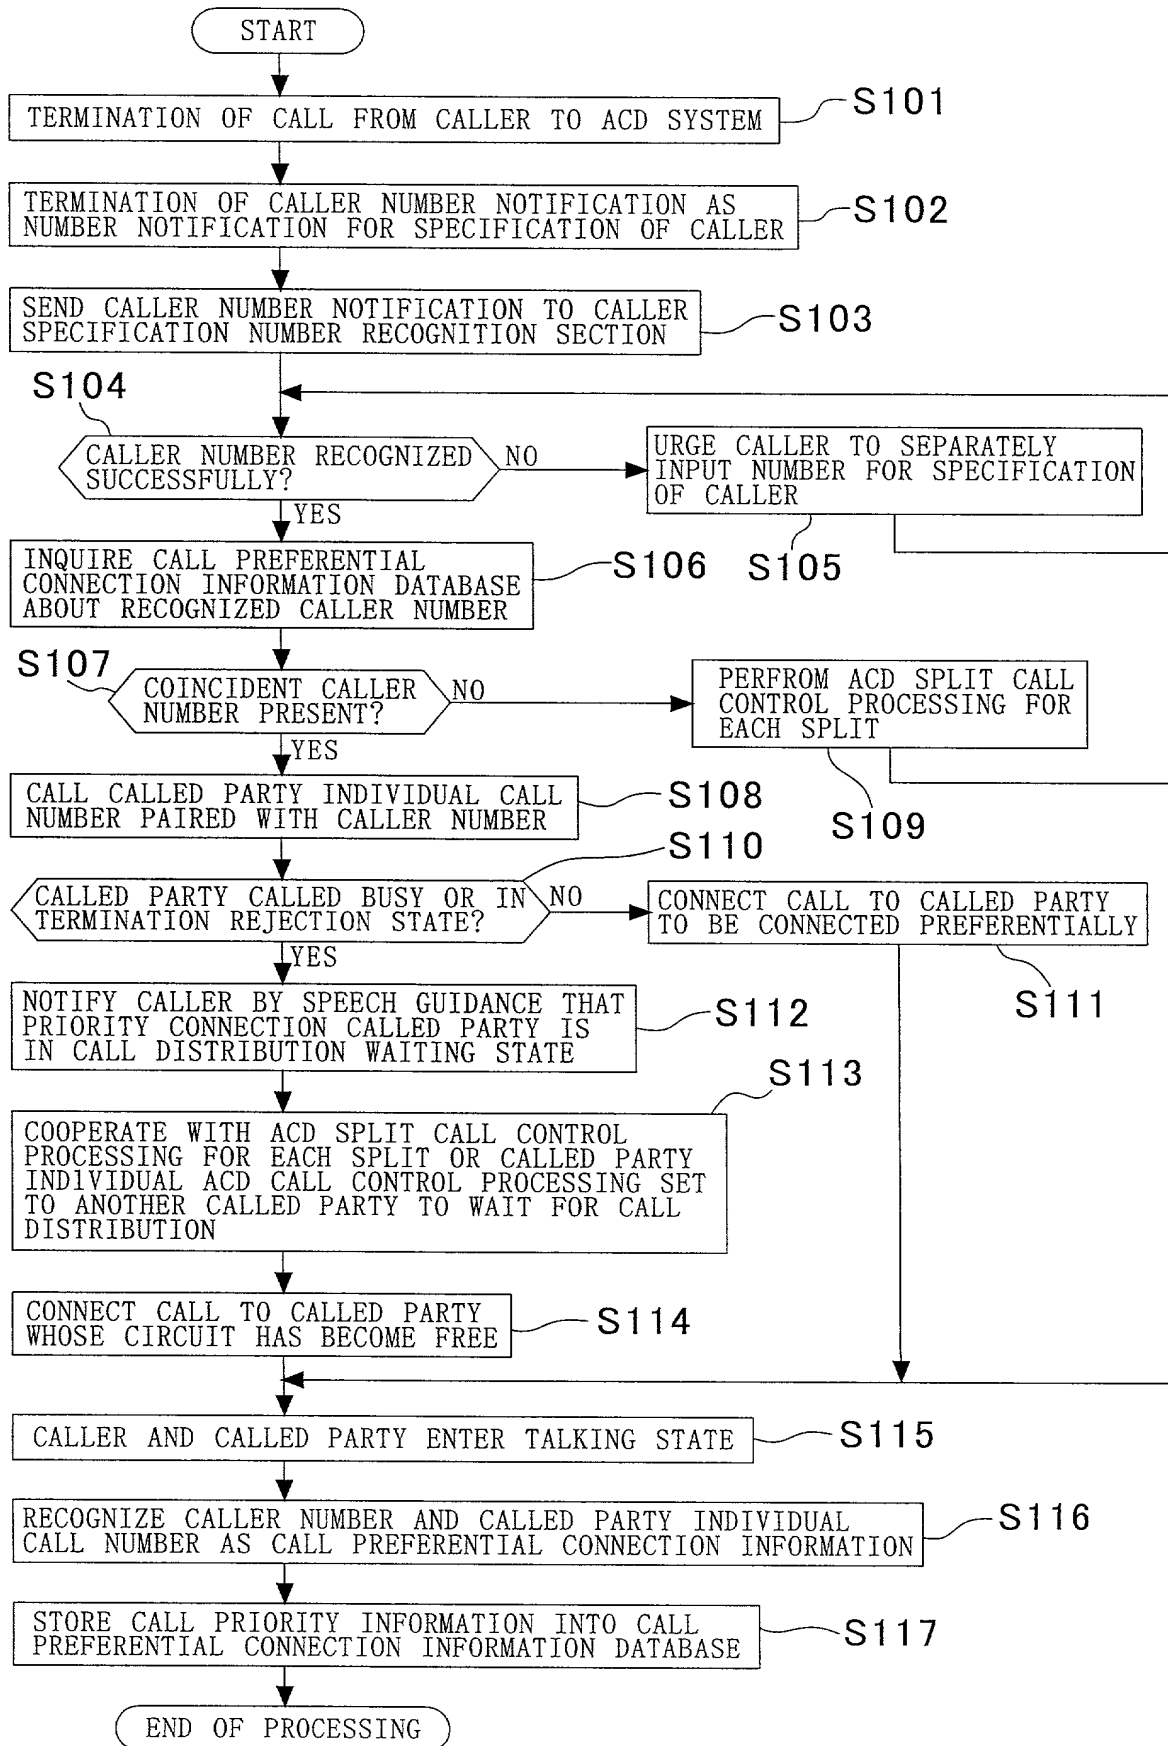 START
TERMINATION OF CALL FROM CALLER TO ACD SYSTEM
S101
TERMINATION OF CALLER NUMBER NOTIFICATION AS
NUMBER NOTIFICATION FOR SPECIFICATION OF CALLER
S102
SEND CALLER NUMBER NOTIFICATION TO CALLER
SPECIFICATION NUMBER RECOGNITION SECTION
S103
S104
CALLER NUMBER RECOGNIZED
SUCCESSFULLY?
NO
YES
URGE CALLER TO SEPARATELY
INPUT NUMBER FOR SPECIFICATION
OF CALLER
S105
INQUIRE CALL PREFERENTIAL
CONNECTION INFORMATION DATABASE
ABOUT RECOGNIZED CALLER NUMBER
S106
S107
COINCIDENT CALLER
NUMBER PRESENT?
NO
YES
PERFROM ACD SPLIT CALL
CONTROL PROCESSING FOR
EACH SPLIT
S109
CALL CALLED PARTY INDIVIDUAL CALL
NUMBER PAIRED WITH CALLER NUMBER
S108
S110
CALLED PARTY CALLED BUSY OR IN
TERMINATION REJECTION STATE?
NO
YES
CONNECT CALL TO CALLED PARTY
TO BE CONNECTED PREFERENTIALLY
S111
NOTIFY CALLER BY SPEECH GUIDANCE THAT
PRIORITY CONNECTION CALLED PARTY IS
IN CALL DISTRIBUTION WAITING STATE
S112
S113
COOPERATE WITH ACD SPLIT CALL CONTROL
PROCESSING FOR EACH SPLIT OR CALLED PARTY
INDIVIDUAL ACD CALL CONTROL PROCESSING SET
TO ANOTHER CALLED PARTY TO WAIT FOR CALL
DISTRIBUTION
CONNECT CALL TO CALLED PARTY
WHOSE CIRCUIT HAS BECOME FREE
S114
CALLER AND CALLED PARTY ENTER TALKING STATE
S115
RECOGNIZE CALLER NUMBER AND CALLED PARTY INDIVIDUAL
CALL NUMBER AS CALL PREFERENTIAL CONNECTION INFORMATION
S116
STORE CALL PRIORITY INFORMATION INTO CALL
PREFERENTIAL CONNECTION INFORMATION DATABASE
S117
END OF PROCESSING